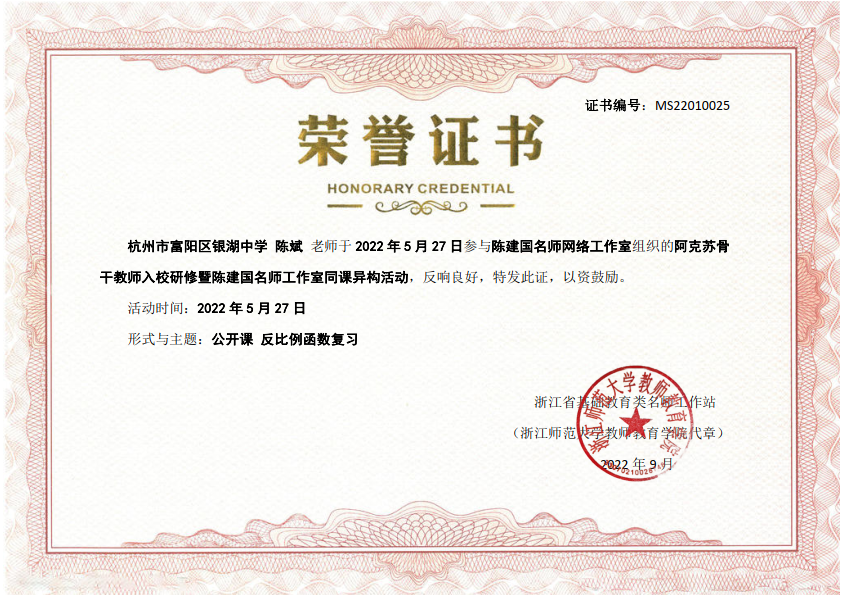 证书编号：MS22010025
荣誉证书
HONORARY CREDENTIAL
杭州市富阳区银湖中学 陈斌 老师于 2022 年 5 月 27 日参与陈建国名师网络工作室组织的阿克苏骨
干教师入校研修暨陈建国名师工作室同课异构活动，反响良好，特发此证，以资鼓励。
活动时间：2022 年 5 月 27 日
形式与主题：公开课 反比例函数复习
浙江省基础教育类名师工作站
（浙江师范大学教师教育学院代章）
2022 年 9 月
浙江师范大学教师教育学院